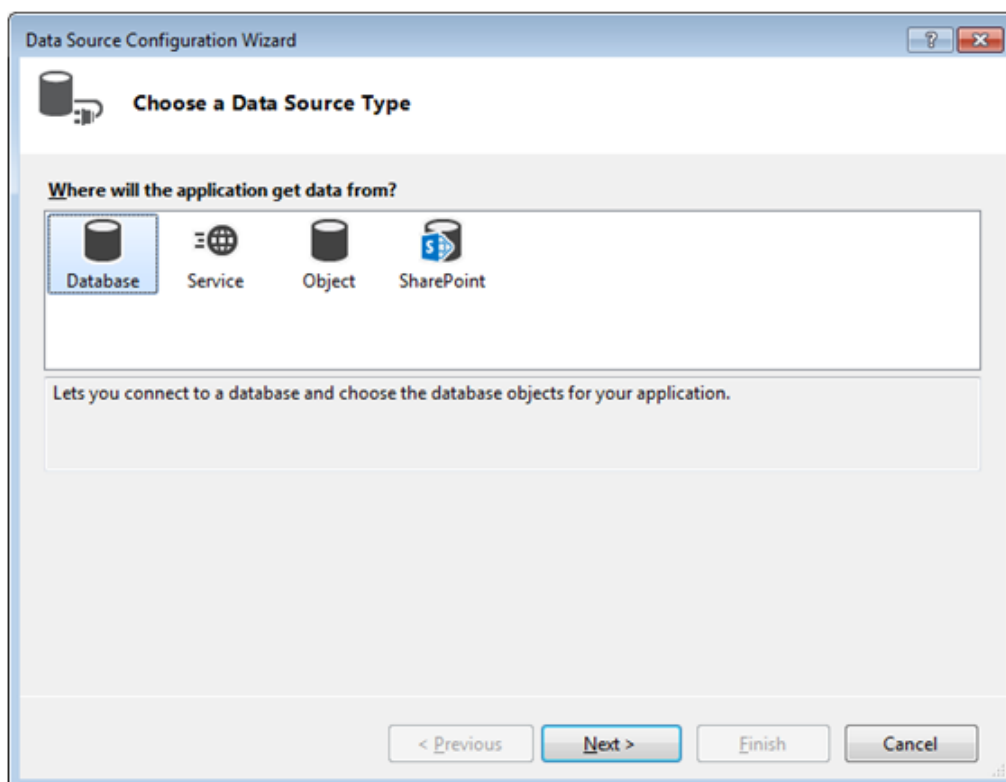 Data Source Configuration Wizard
?
Choose a Data Source Type
Where will the application get data from?
Database Service Object SharePoint
Lets you connect to a database and choose the database objects for your application.
< Previous Next > Finish Cancel